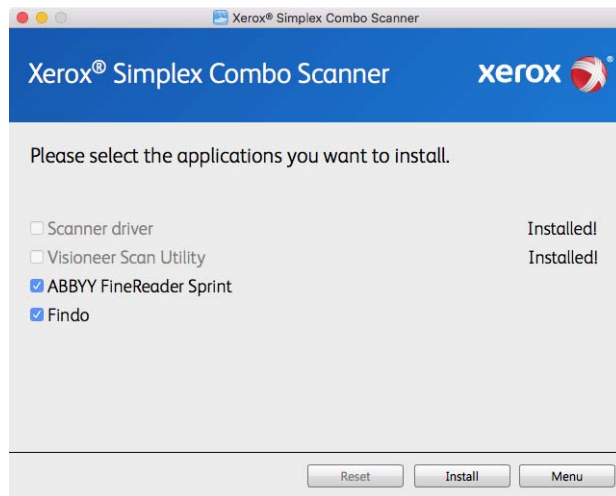 Xerox® Simplex Combo Scanner
Xerox® Simplex Combo Scanner xerox ®
Please select the applications you want to install.
Scanner driver Installed!
Visioneer Scan Utility Installed!
ABBYY FineReader Sprint
Findo
Reset Install Menu